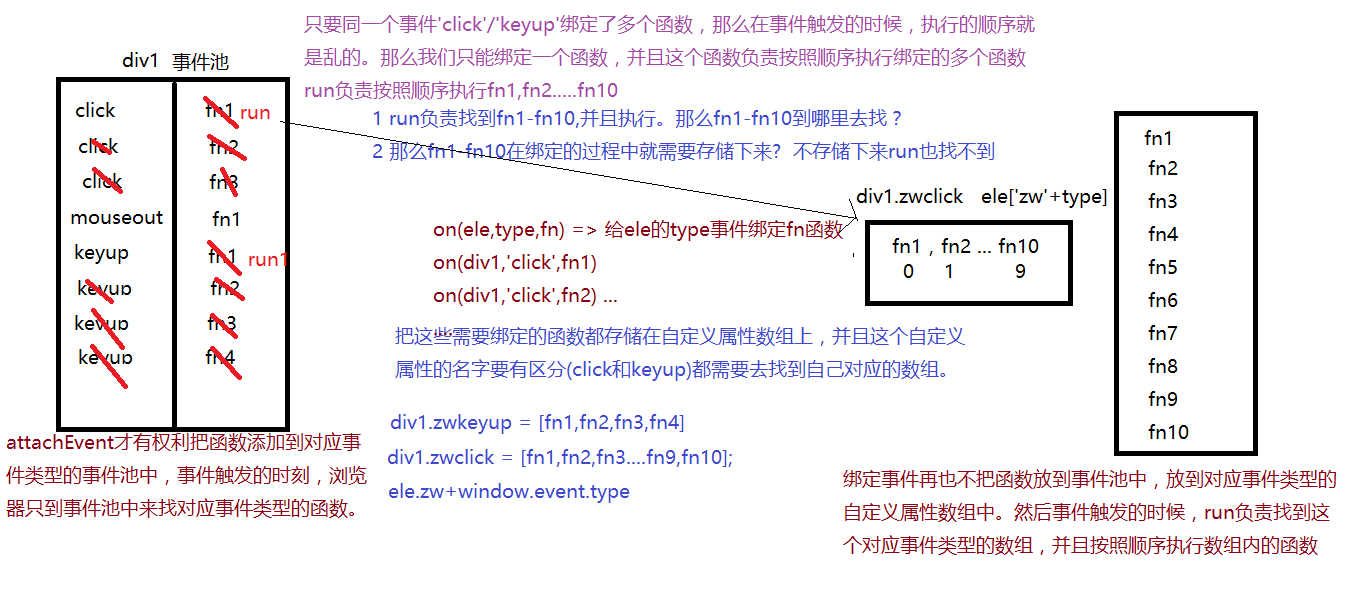 只要同一个事件'click'/'keyup'绑定了多个函数，那么在事件触发的时候，执行的顺序就
是乱的。那么我们只能绑定一个函数，并且这个函数负责按照顺序执行绑定的多个函数
run负责按照顺序执行fn1,fn2.....fn10
1 run负责找到fn1-fn10,并且执行。那么fn1-fn10到哪里去找？
2 那么fn1-fn10在绑定的过程中就需要存储下来？不存储下来run也找不到
div1 事件池
click fn1 run
click fn2
click fn3
mouseout fn1
keyup fn1 run1
keyup fn2
keyup fn3
keyup fn4
attachEvent才有权利把函数添加到对应事
件类型的事件池中，事件触发的时刻，浏览
器只到事件池中来找对应事件类型的函数。
on(ele,type,fn) => 给ele的type事件绑定fn函数
on(div1,'click',fn1)
on(div1,'click',fn2) ...
把这些需要绑定的函数都存储在自定义属性数组上，并且这个自定义
属性的名字要有区分(click和keyup)都需要去找到自己对应的数组。
div1.zwkeyup = [fn1,fn2,fn3,fn4]
div1.zwclick = [fn1,fn2,fn3....fn9,fn10];
ele.zw+window.event.type
div1.zwclick ele['zw'+type]
fn1 , fn2 ... fn10
0 1 9
fn1
fn2
fn3
fn4
fn5
fn6
fn7
fn8
fn9
fn10
绑定事件再也不把函数放到事件池中，放到对应事件类型的
自定义属性数组中。然后事件触发的时候，run负责找到这
个对应事件类型的数组，并且按照顺序执行数组内的函数